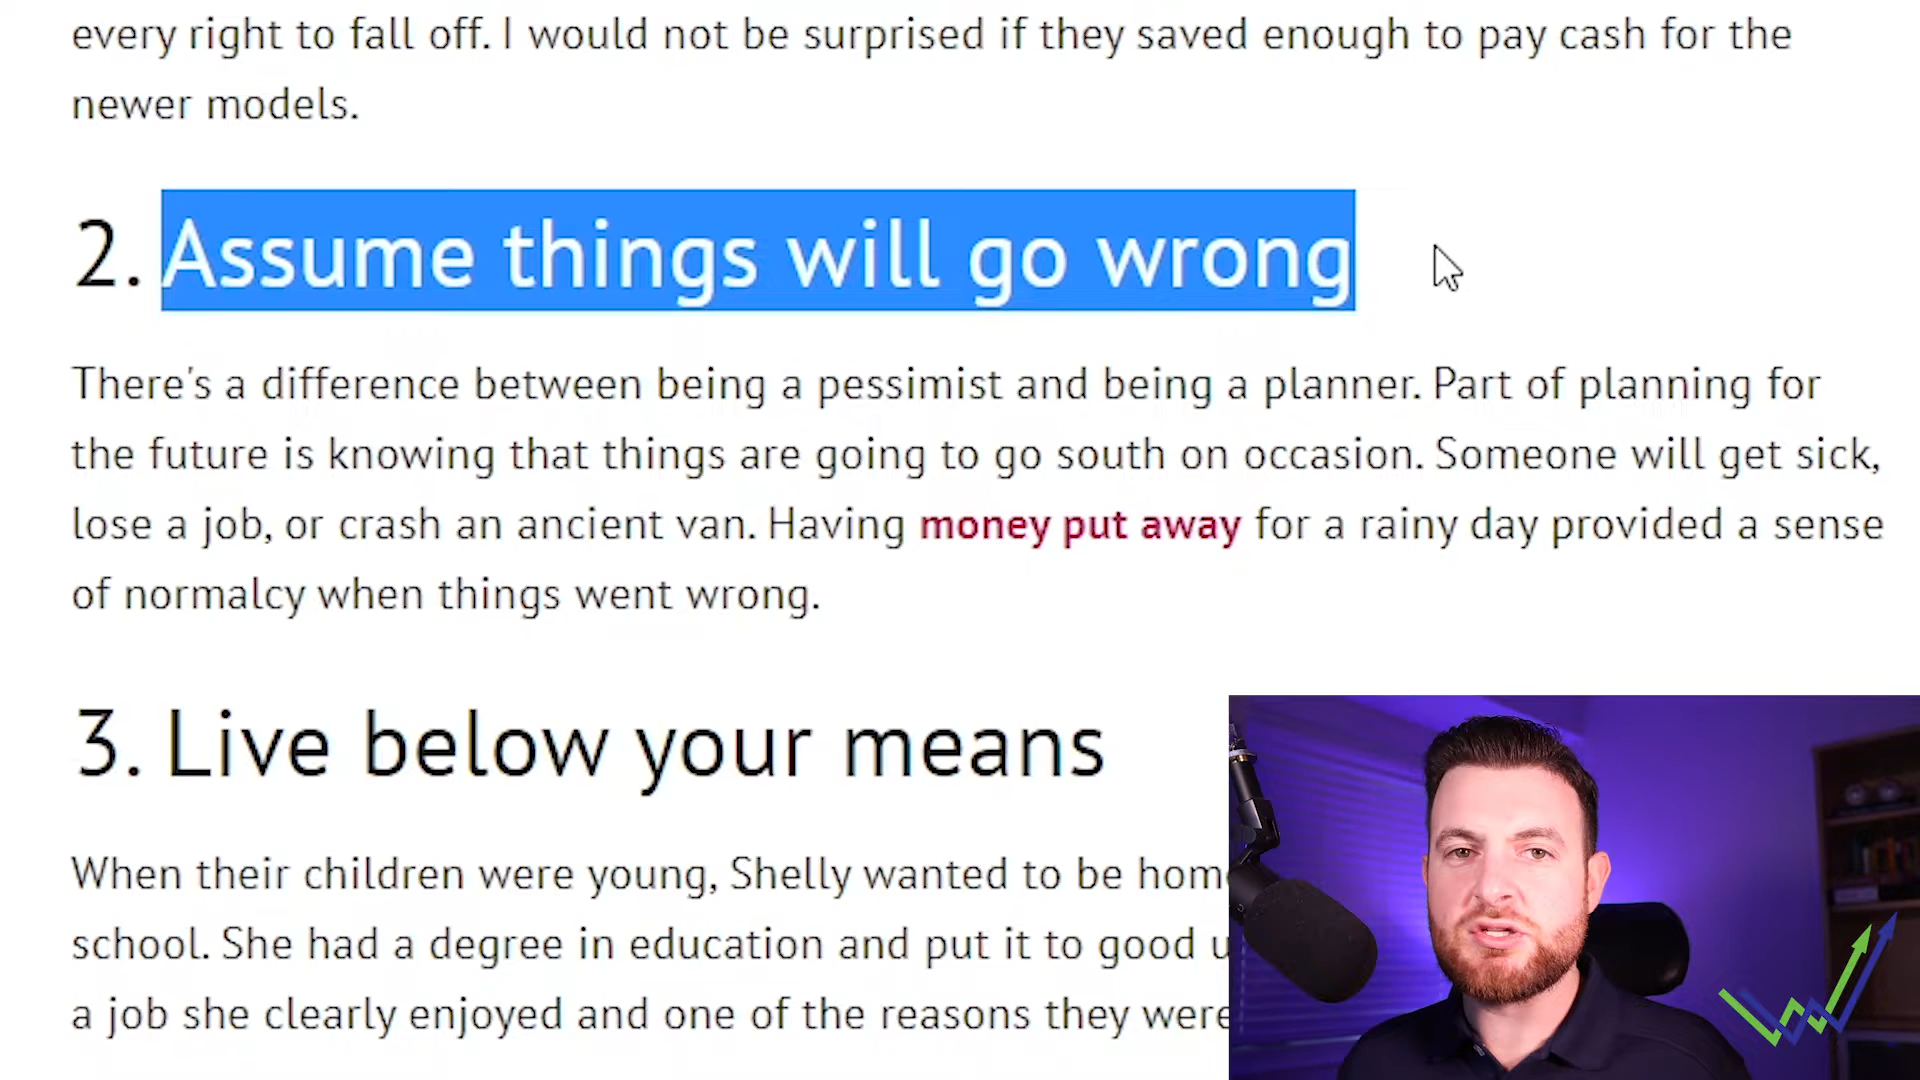 every right to fall off. I would not be surprised if they saved enough to pay cash for the
newer models.
2. Assume things will go wrong
There's a difference between being a pessimist and being a planner. Part of planning for
the future is knowing that things are going to go south on occasion. Someone will get sick,
lose a job, or crash an ancient van. Having money put away for a rainy day provided a sense
of normalcy when things went wrong.
3. Live below your means
When their children were young, Shelly wanted to be home
school. She had a degree in education and put it to good
a job she clearly enjoyed and one of the reasons they were